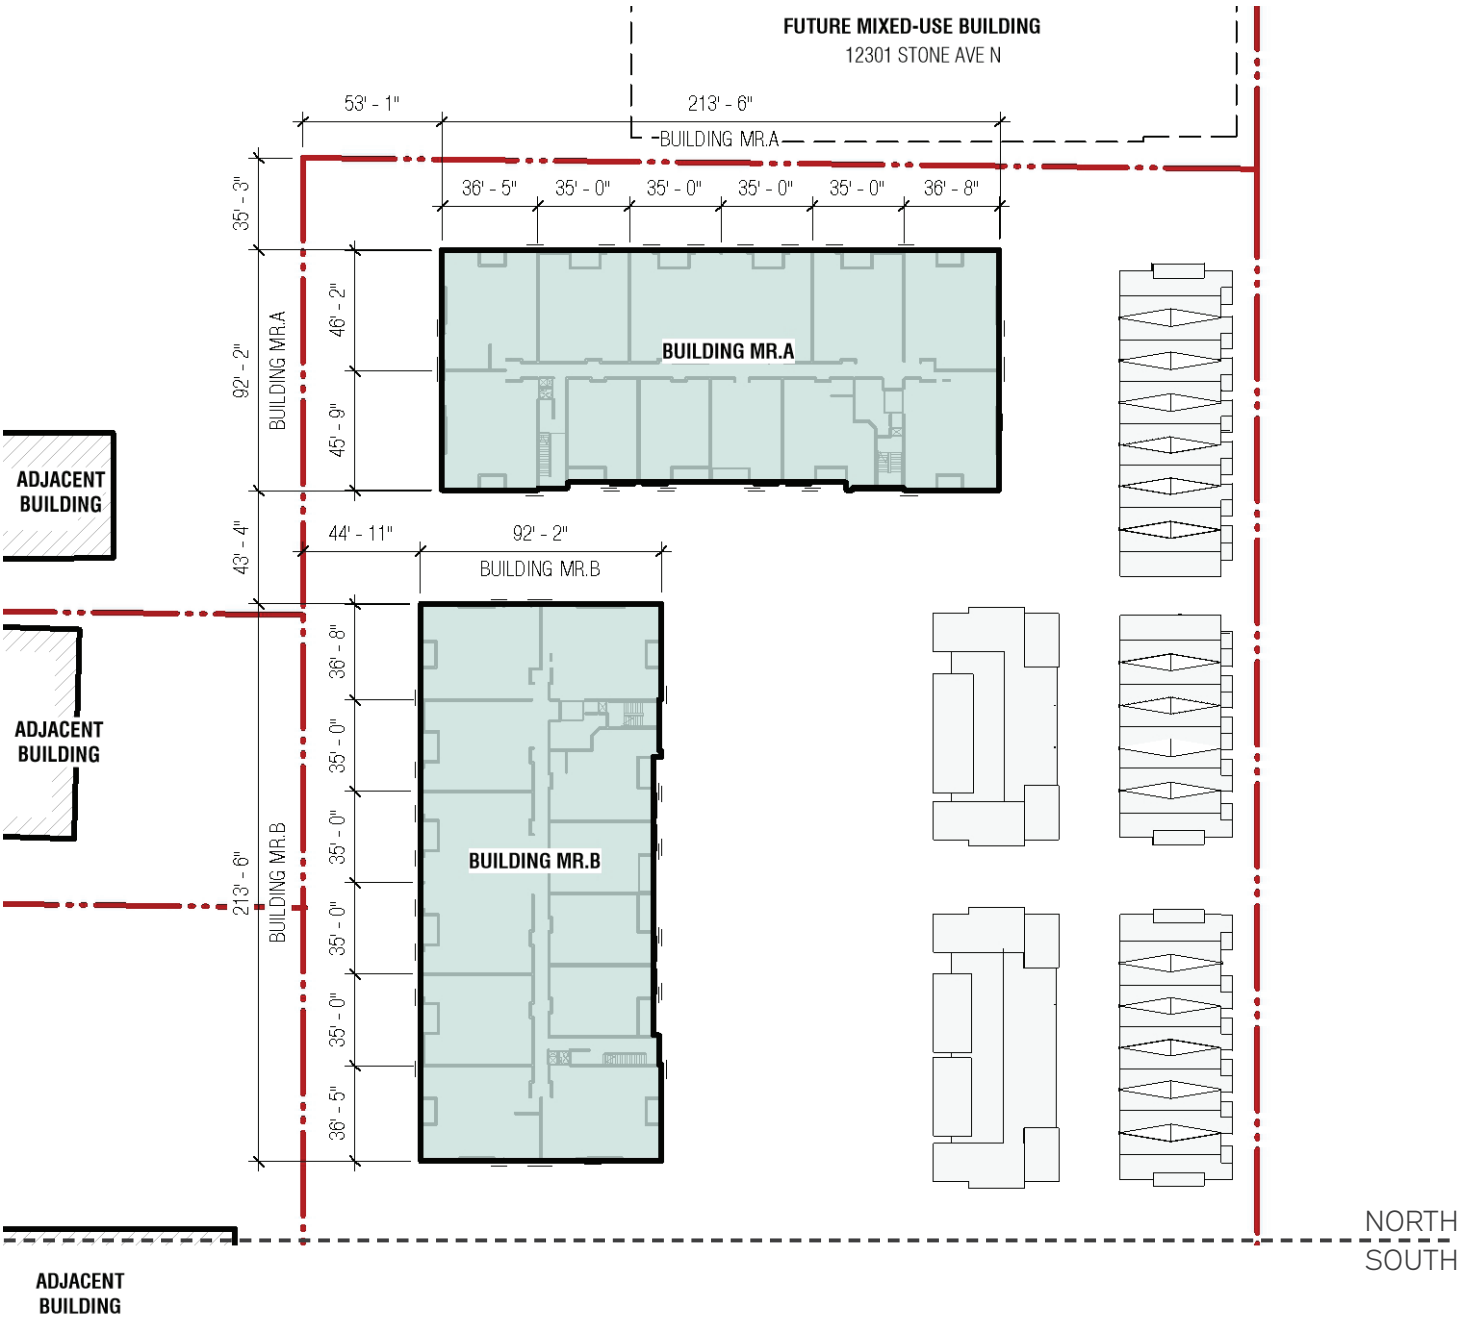 FUTURE MIXED-USE BUILDING
12301 STONE AVE N
53' - 1"
213' - 6"
BUILDING MR.A
36' - 5"
35' - 0"
35' - 0"
35' - 0"
35' - 0"
36' - 8"
35' - 3"
92' - 2"
BUILDING MR.A
46' - 2"
45' - 9"
BUILDING MR.A
ADJACENT
BUILDING
43' - 4"
44' - 11"
92' - 2"
BUILDING MR.B
36' - 8"
35' - 0"
35' - 0"
35' - 0"
35' - 0"
36' - 5"
213' - 6"
BUILDING MR.B
BUILDING MR.B
ADJACENT
BUILDING
NORTH
SOUTH
ADJACENT
BUILDING